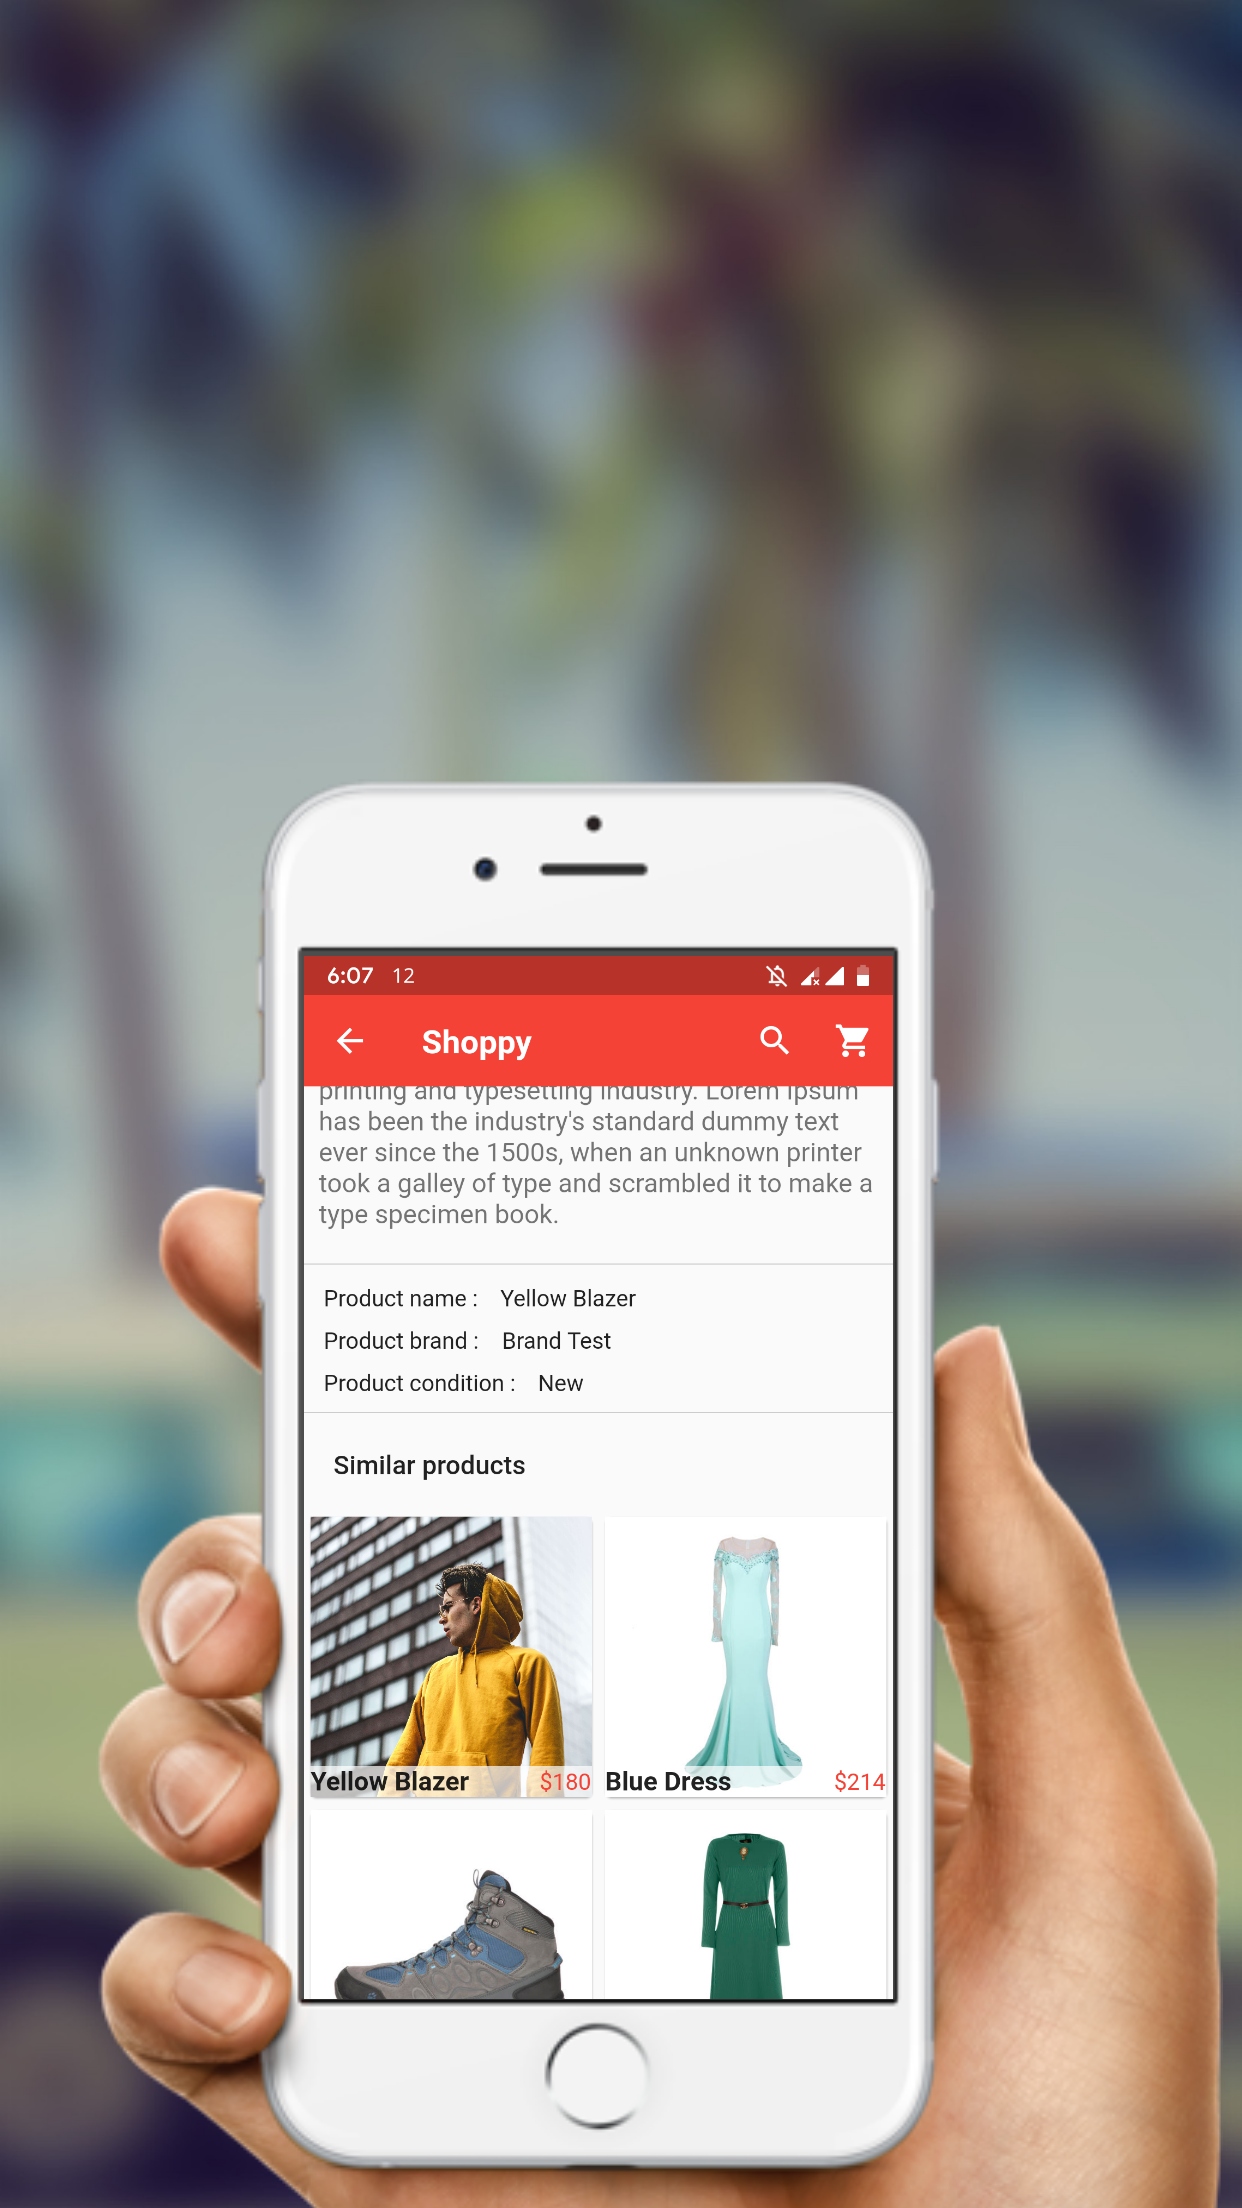 6:07 12
Shoppy
printing and typesetting industry. Lorem Ipsum
has been the industry's standard dummy text
ever since the 1500s, when an unknown printer
took a galley of type and scrambled it to make a
type specimen book.
Product name : Yellow Blazer
Product brand : Brand Test
Product condition : New
Similar products
Yellow Blazer $180 Blue Dress $214